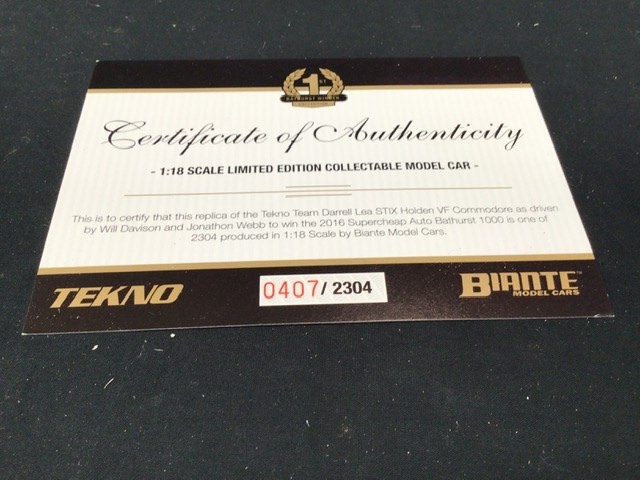 1ST
BATHURST WINNER
Certificate of Authenticity
- 1:18 SCALE LIMITED EDITION COLLECTABLE MODEL CAR -
This is to certify that this replica of the Tekno Team Darrell Lea STIX Holden VF Commodore as driven
by Will Davison and Jonathon Webb to win the 2016 Supercheap Auto Bathurst 1000 is one of
2304 produced in 1:18 Scale by Biante Model Cars.
TEKNO
0407 / 2304
BIANTE™
MODEL CARS